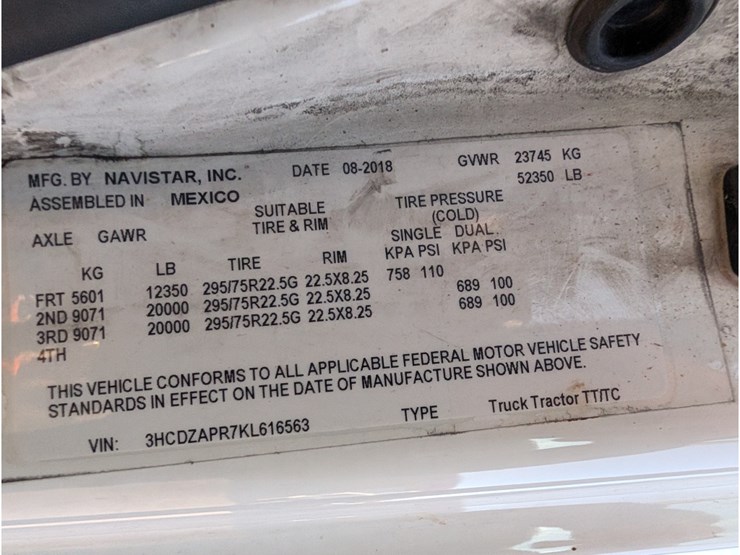 MFG. BY NAVISTAR, INC. DATE 08-2018 GVWR 23745 KG
ASSEMBLED IN MEXICO 52350 LB
AXLE GAWR SUITABLE TIRE PRESSURE
TIRE & RIM (COLD)
SINGLE DUAL
KG LB TIRE RIM KPA PSI KPA PSI
FRT 5601 12350 295/75R22.5G 22.5X8.25 758 110
2ND 9071 20000 295/75R22.5G 22.5X8.25 689 100
3RD 9071 20000 295/75R22.5G 22.5X8.25 689 100
4TH
THIS VEHICLE CONFORMS TO ALL APPLICABLE FEDERAL MOTOR VEHICLE SAFETY
STANDARDS IN EFFECT ON THE DATE OF MANUFACTURE SHOWN ABOVE.
VIN: 3HCDZAPR7KL616563 TYPE Truck Tractor TT/TC